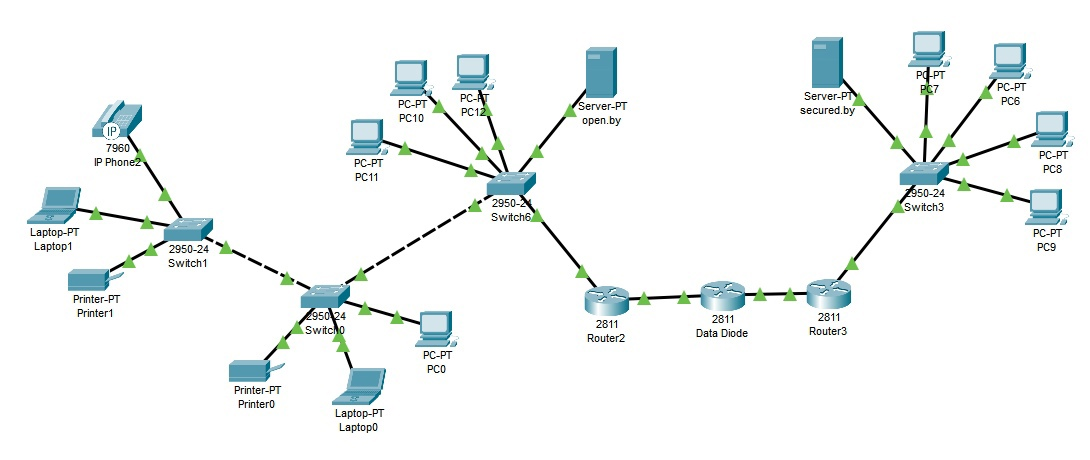 7960
IP Phone2
IP
Laptop-PT
Laptop1
Printer-PT
Printer1
2950-24
Switch1
2950-24
Switch0
Printer-PT
Printer0
Laptop-PT
Laptop0
PC-PT
PC0
PC-PT
PC11
PC-PT
PC10
PC-PT
PC12
Server-PT
open.by
2950-24
Switch6
2811
Router2
2811
Data Diode
2811
Router3
Server-PT
secured.by
PC-PT
PC7
PC-PT
PC6
PC-PT
PC8
PC-PT
PC9
2950-24
Switch3